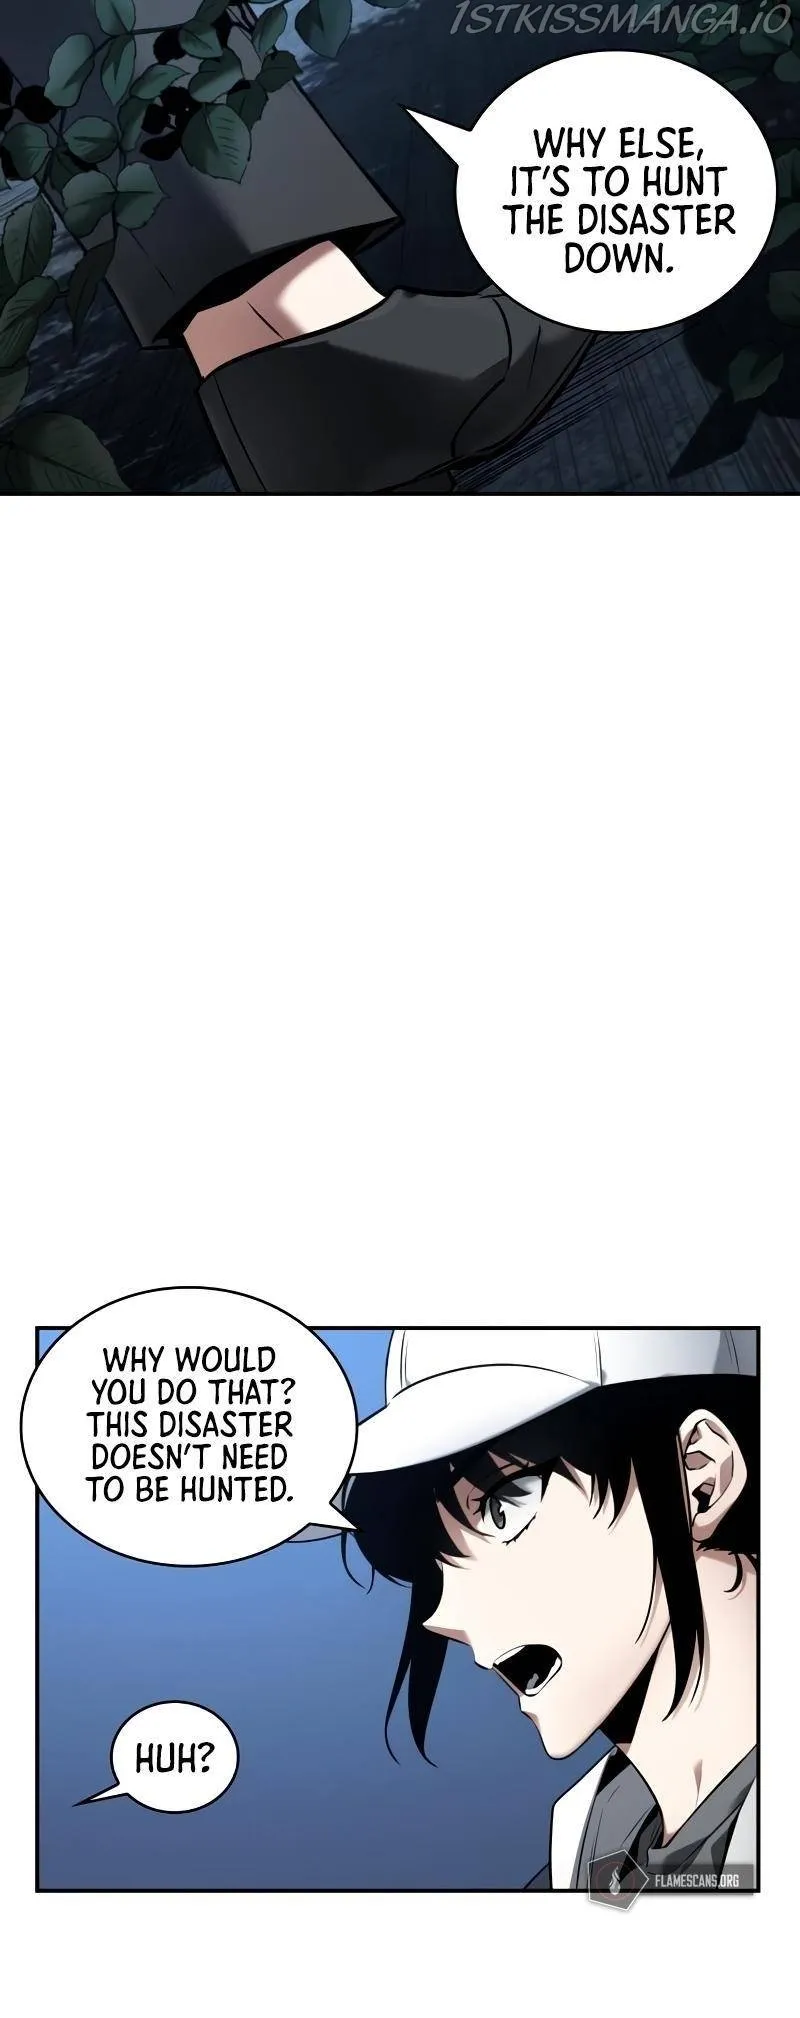 1STKISSMANGA.IO
WHY ELSE,
IT'S TO HUNT
THE DISASTER
DOWN.
WHY WOULD
YOU DO THAT?
THIS DISASTER
DOESN'T NEED
TO BE HUNTED.
HUH?
FLAMESCANS.ORG